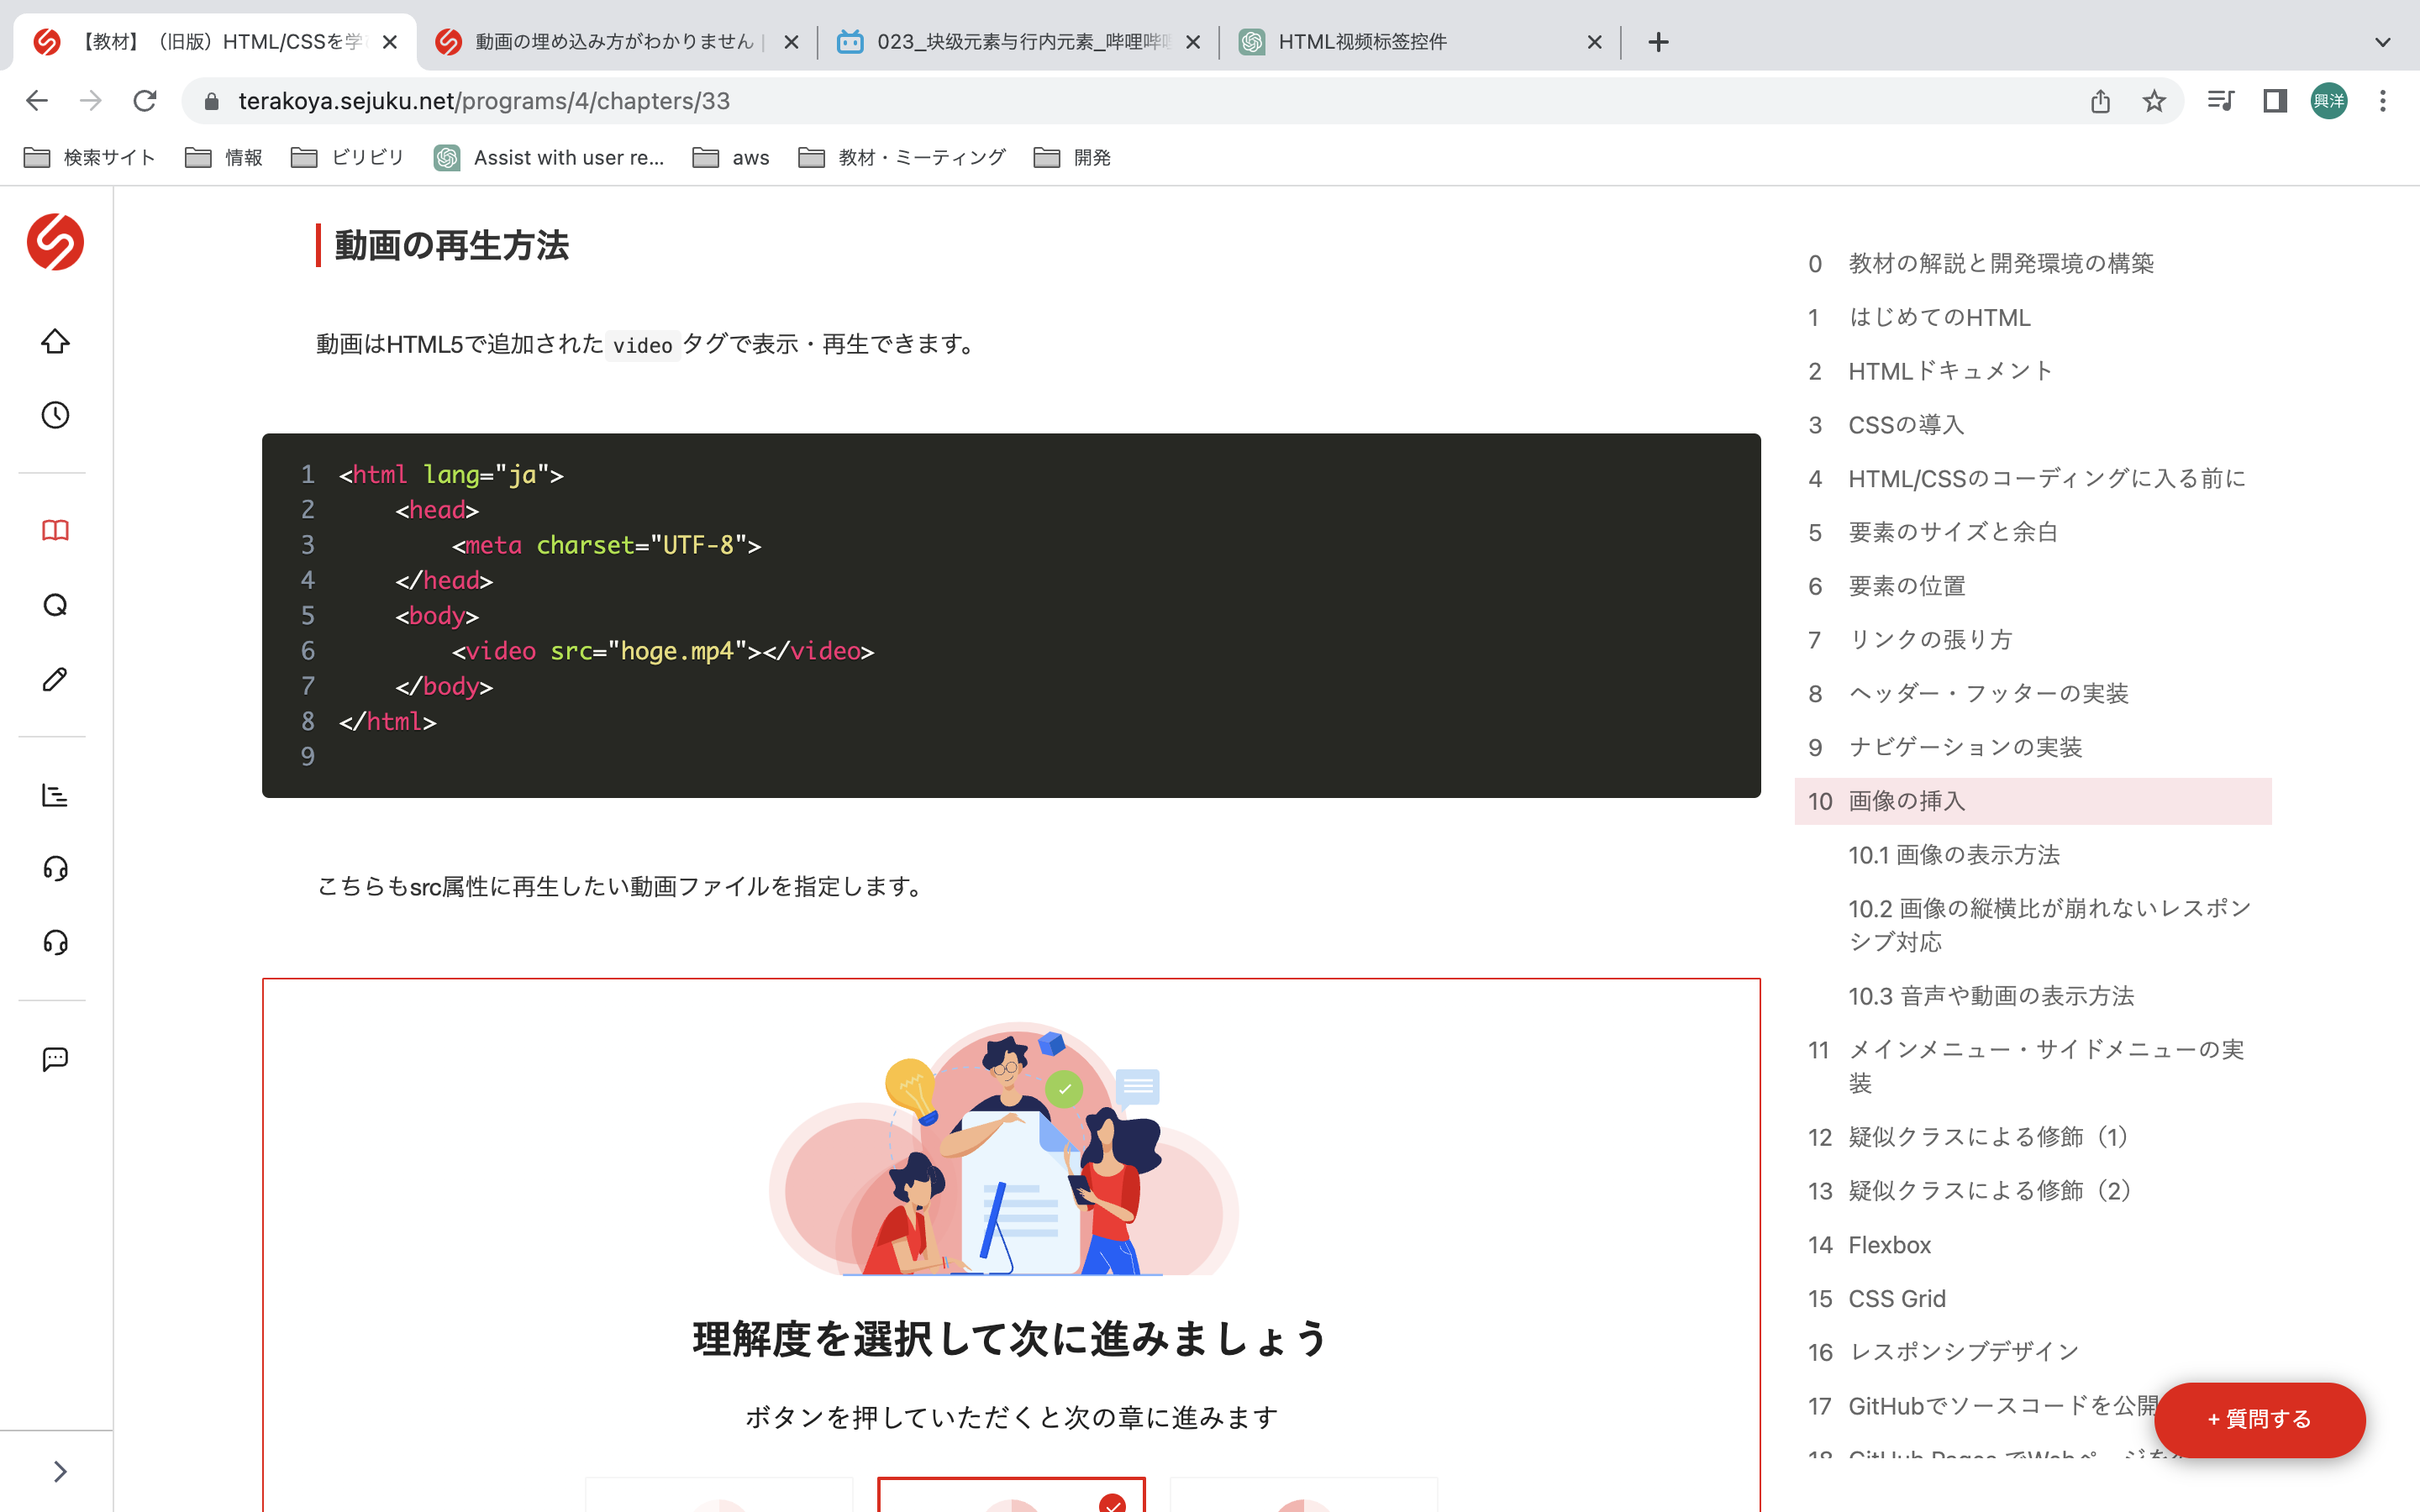 【教材】（旧版）HTML/CSSを学
動画の埋め込み方がわかりません |
023_块级元素与行内元素_哔哩哔哩
HTML视频标签控件
terakoya.sejuku.net/programs/4/chapters/33
興洋
検索サイト
情報
ビリビリ
Assist with user re...
aws
教材・ミーティング
開発
動画の再生方法
動画はHTML5で追加された video タグで表示・再生できます。
1 <html lang="ja">
2 <head>
3 <meta charset="UTF-8">
4 </head>
5 <body>
6 <video src="hoge.mp4"></video>
7 </body>
8 </html>
9
こちらもsrc属性に再生したい動画ファイルを指定します。
理解度を選択して次に進みましょう
ボタンを押していただくと次の章に進みます
0 教材の解説と開発環境の構築
1 はじめてのHTML
2 HTMLドキュメント
3 CSSの導入
4 HTML/CSSのコーディングに入る前に
5 要素のサイズと余白
6 要素の位置
7 リンクの張り方
8 ヘッダー・フッターの実装
9 ナビゲーションの実装
10 画像の挿入
10.1 画像の表示方法
10.2 画像の縦横比が崩れないレスポン
シブ対応
10.3 音声や動画の表示方法
11 メインメニュー・サイドメニューの実
装
12 疑似クラスによる修飾（1）
13 疑似クラスによる修飾（2）
14 Flexbox
15 CSS Grid
16 レスポンシブデザイン
17 GitHubでソースコードを公開
18 GitHub Pages でWebページを
+ 質問する